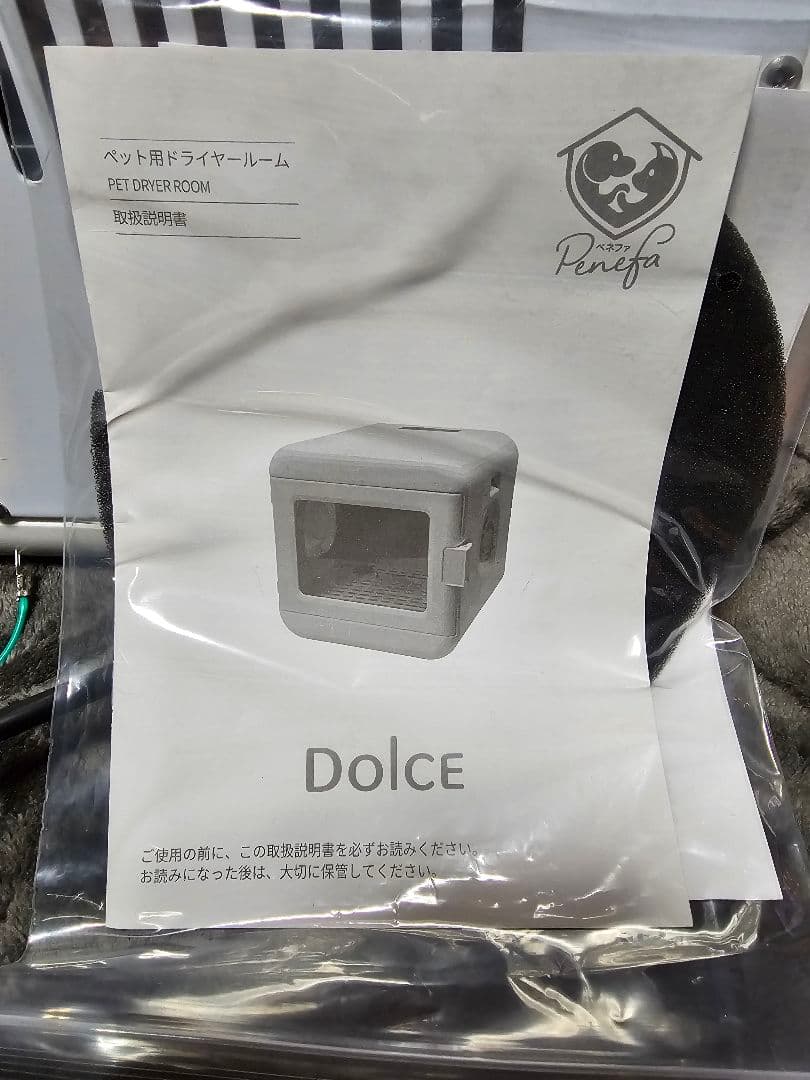 ペット用ドライヤールーム
PET DRYER ROOM
取扱説明書
ペネファ
Penefa
DolcE
ご使用の前に、この取扱説明書を必ずお読みください。
お読みになった後は、大切に保管してください。